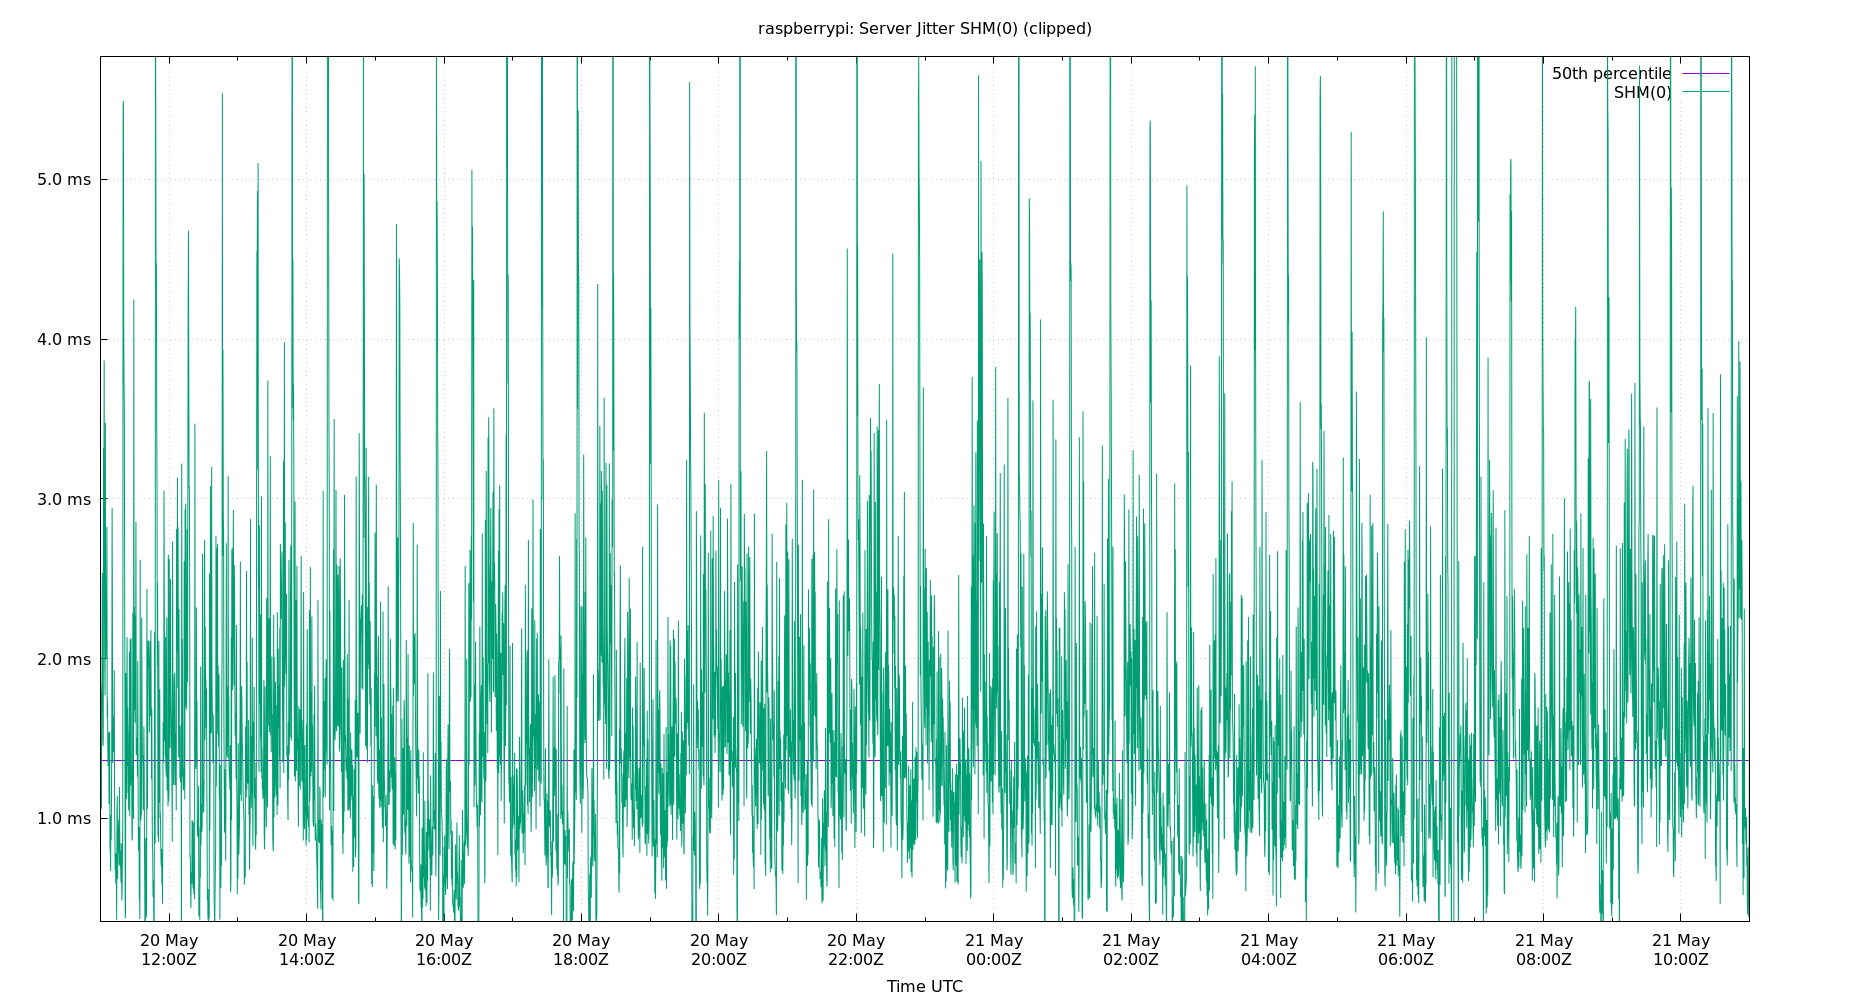 raspberrypi: Server Jitter SHM(0) (clipped)
50th percentile
SHM(0)
5.0 ms
4.0 ms
3.0 ms
2.0 ms
1.0 ms
20 May 20 May 20 May 20 May 20 May 20 May 21 May 21 May 21 May 21 May 21 May 21 May
12:00Z 14:00Z 16:00Z 18:00Z 20:00Z 22:00Z 00:00Z 02:00Z 04:00Z 06:00Z 08:00Z 10:00Z
Time UTC